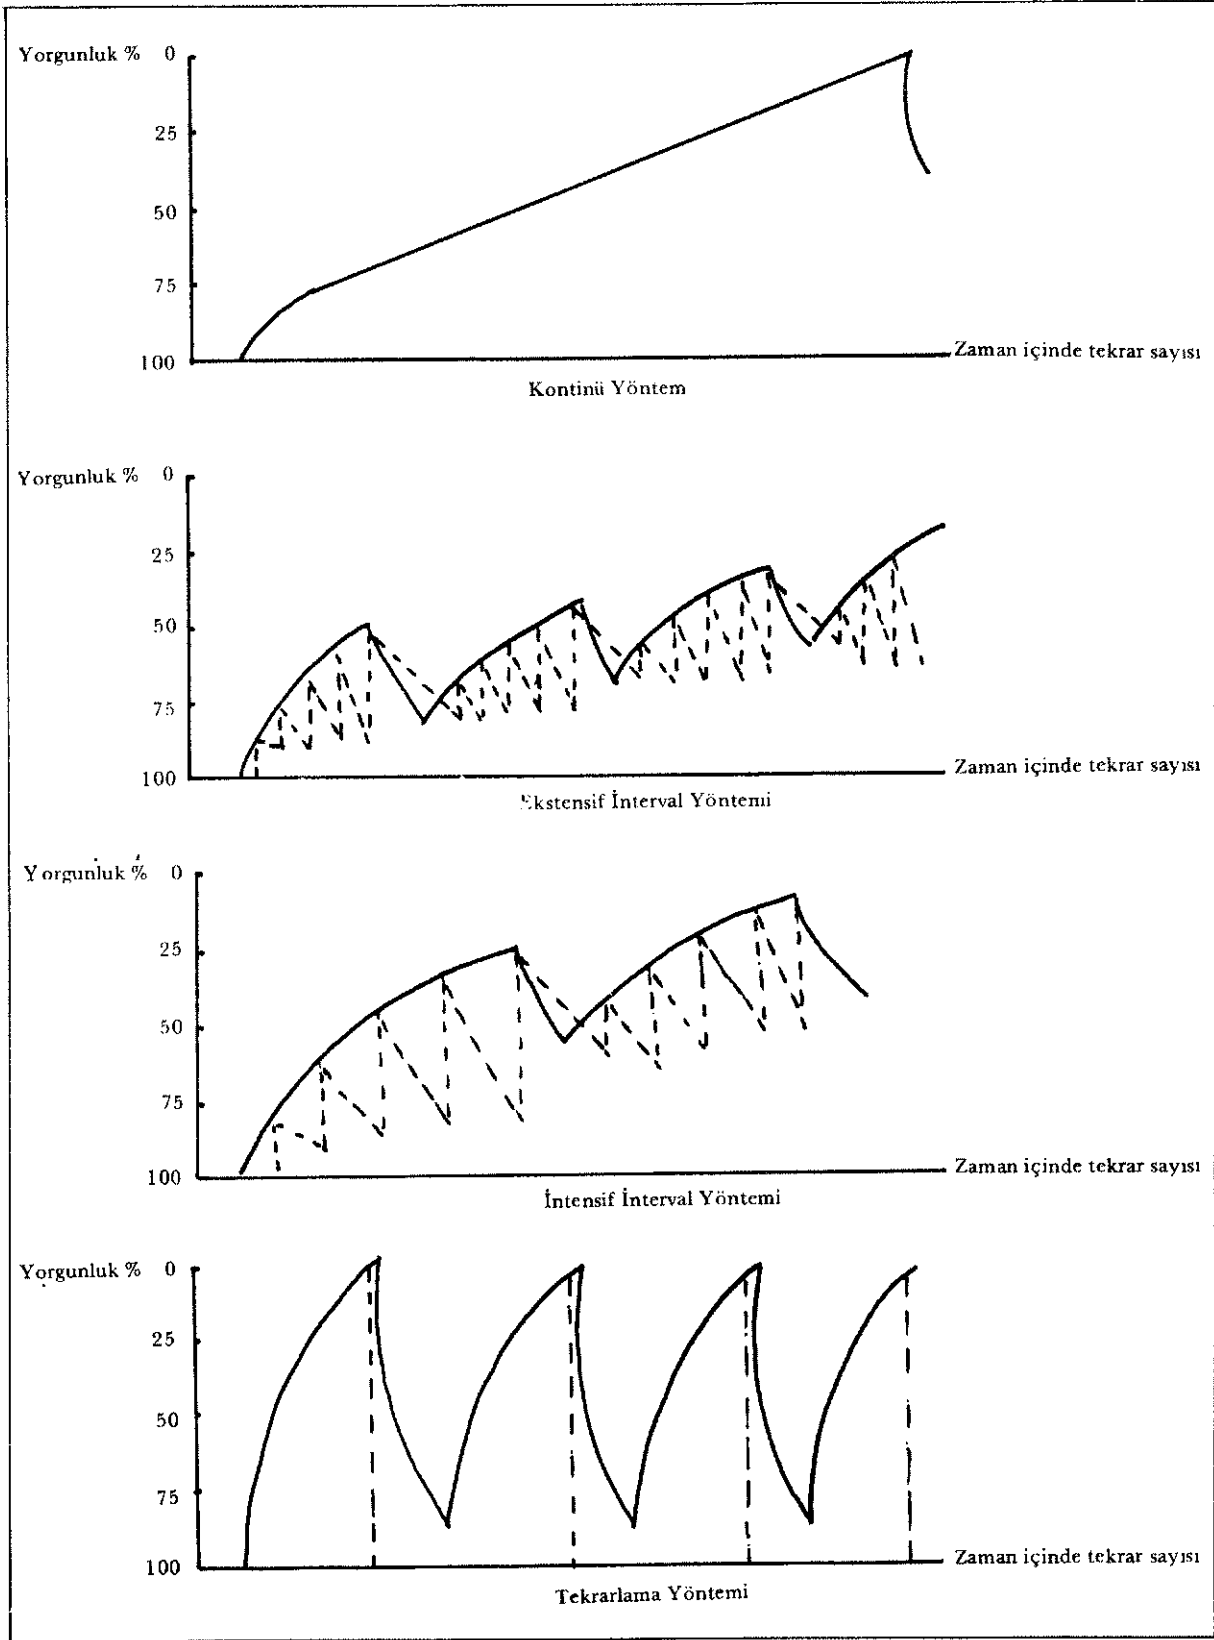 Yorgunluk % 0
25
50
75
100
Zaman içinde tekrar sayısı
Kontinü Yöntem
Yorgunluk % 0
25
50
75
100
Zaman içinde tekrar sayısı
Ekstensif İnterval Yöntemi
Yorgunluk % 0
25
50
75
100
Zaman içinde tekrar sayısı
İntensif İnterval Yöntemi
Yorgunluk % 0
25
50
75
100
Zaman içinde tekrar sayısı
Tekrarlama Yöntemi